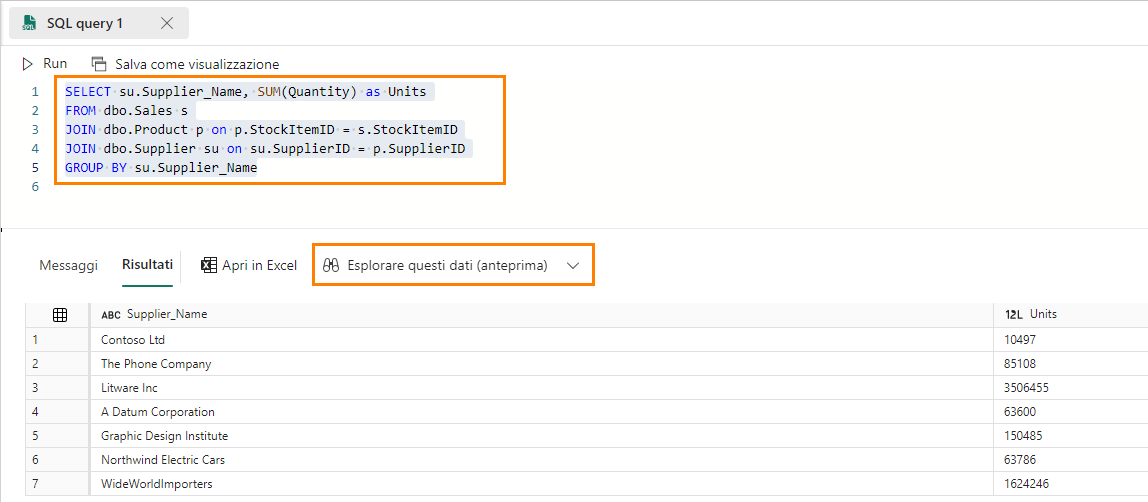 SQL query 1
Run Salva come visualizzazione
1 SELECT su.Supplier_Name, SUM(Quantity) as Units
2 FROM dbo.Sales s
3 JOIN dbo.Product p on p.StockItemID = s.StockItemID
4 JOIN dbo.Supplier su on su.SupplierID = p.SupplierID
5 GROUP BY su.Supplier_Name
6
Messaggi Risultati Apri in Excel Esplorare questi dati (anteprima)
ABC Supplier_Name 12L Units
1 Contoso Ltd 10497
2 The Phone Company 85108
3 Litware Inc 3506455
4 A Datum Corporation 63600
5 Graphic Design Institute 150485
6 Northwind Electric Cars 63786
7 WideWorldImporters 1624246